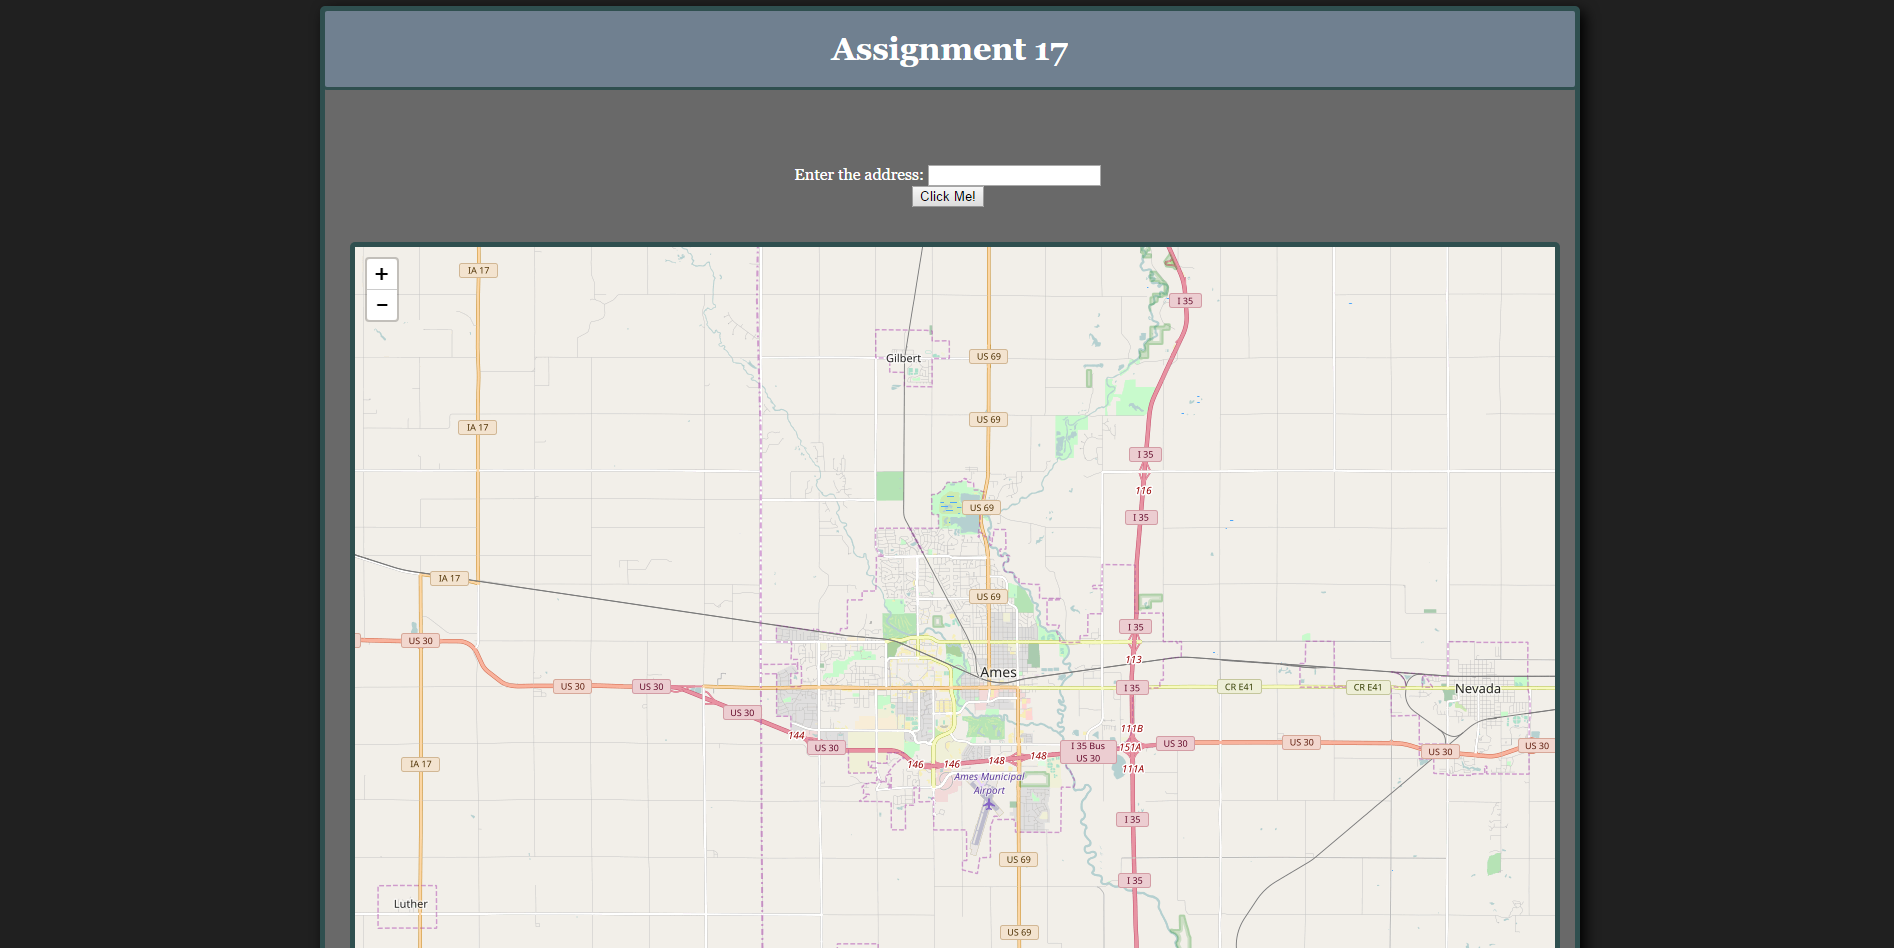 Assignment 17
Enter the address:
Click Me!
+
−
IA 17
I 35
Gilbert
US 69
US 69
IA 17
I 35
116
US 69
I 35
IA 17
US 69
I 35
US 30
113
Ames
US 30
US 30
I 35
CR E41
CR E41
Nevada
US 30
111B
144
US 30
I 35 Bus
US 30
151A
US 30
US 30
US 30
US 30
IA 17
146
146
148
148
111A
Ames Municipal
Airport
I 35
US 69
I 35
Luther
US 69